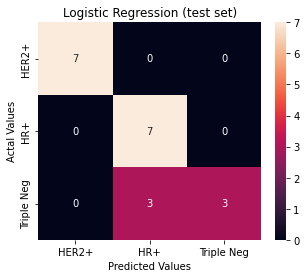 Logistic Regression (test set)
HER2+
7
0
0
HR+
0
7
0
Triple Neg
0
3
3
HER2+
HR+
Triple Neg
Predicted Values
Actal Values
7
6
5
4
3
2
1
0